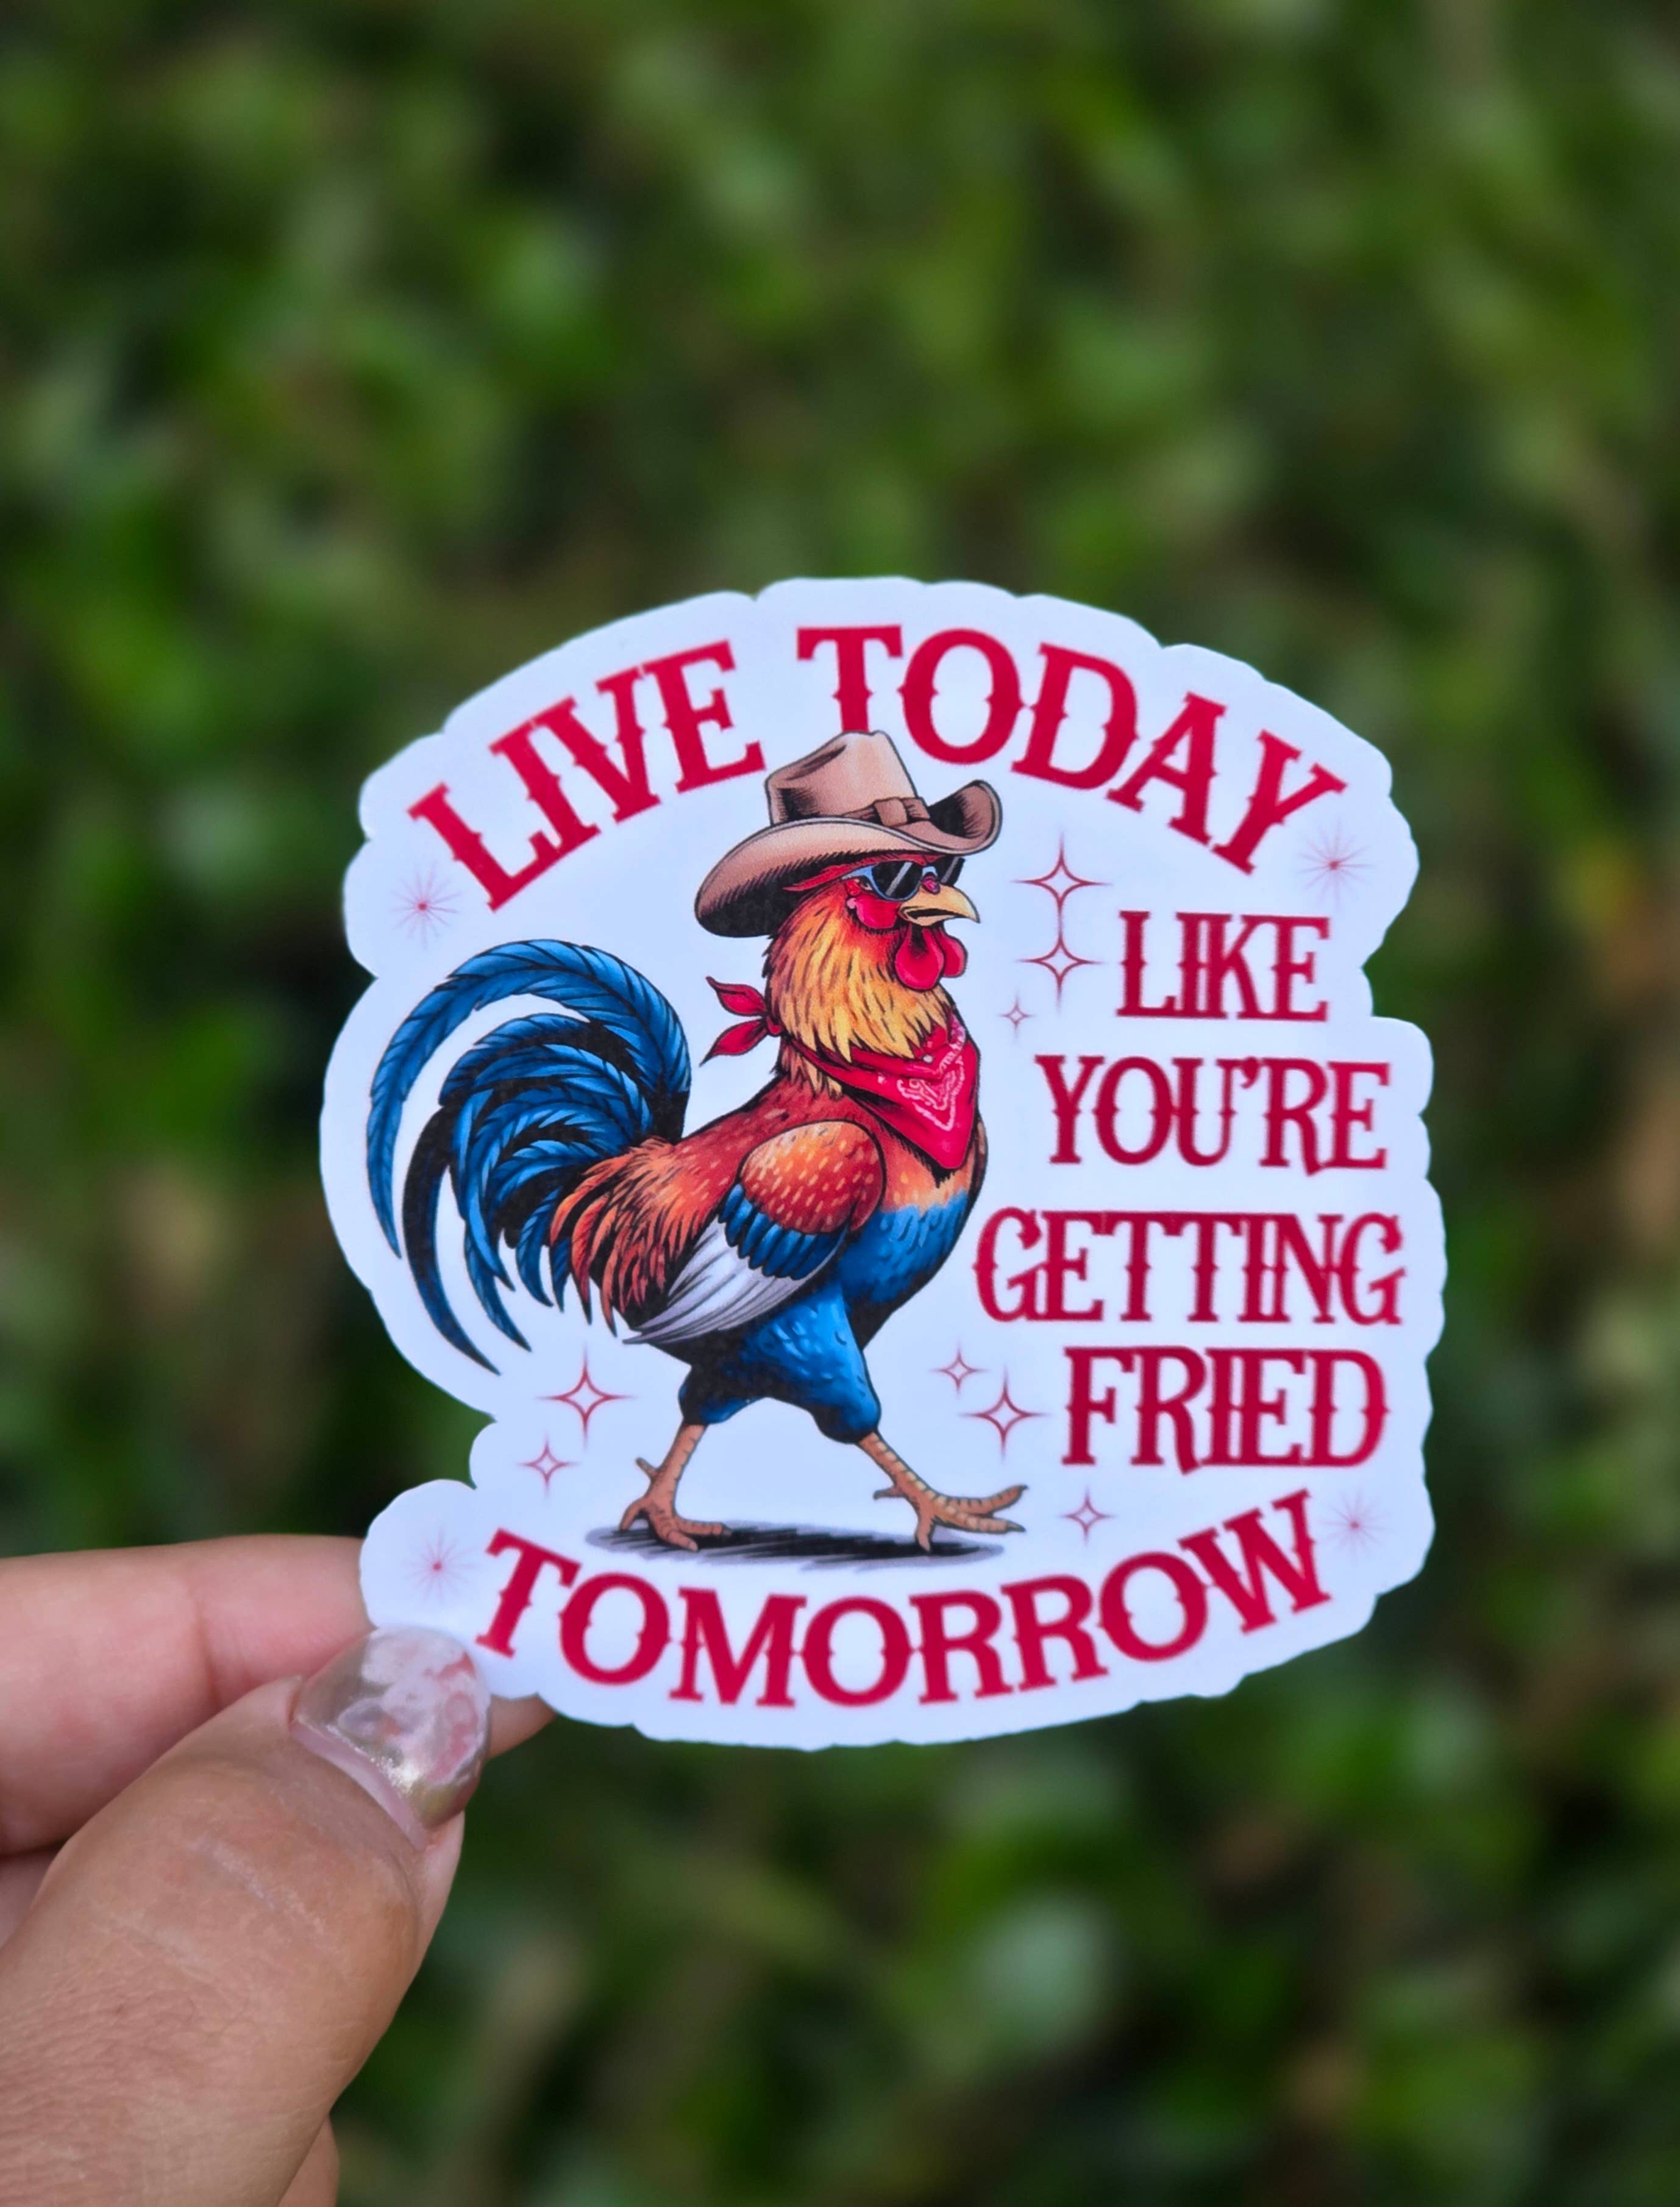 LIVE TODAY
LIKE
YOU'RE
GETTING
FRIED
TOMORROW